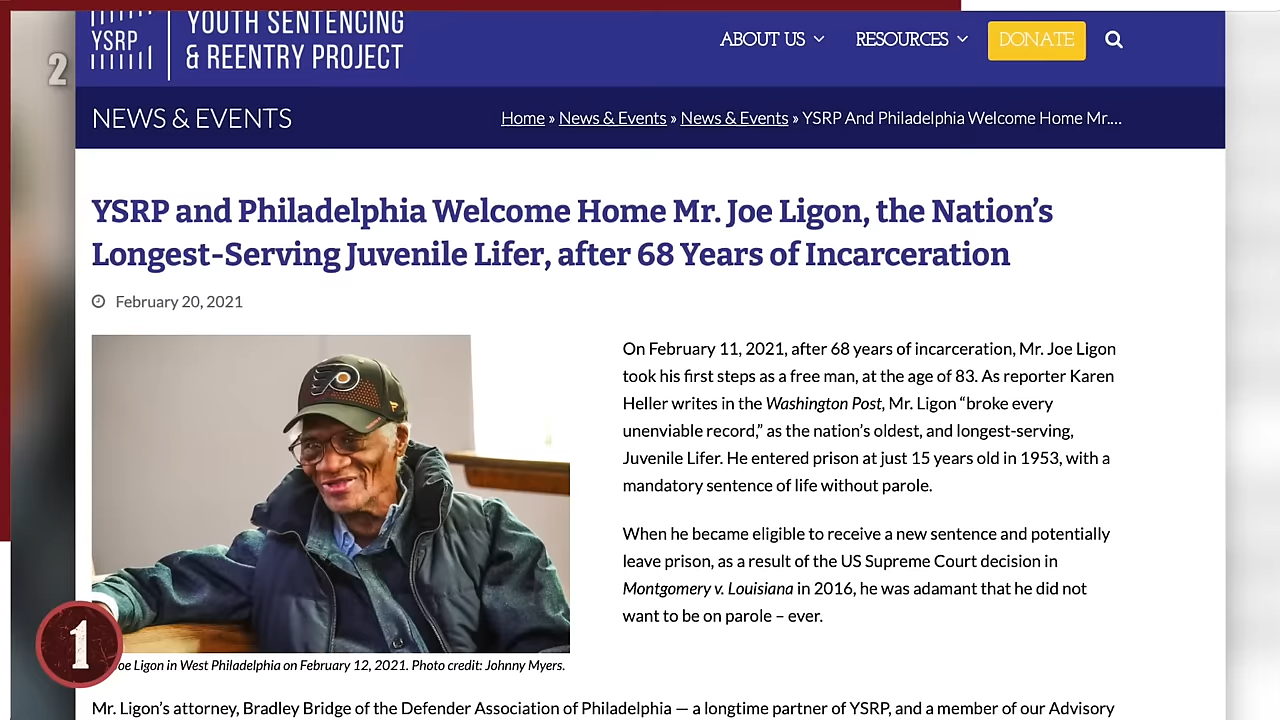 2
YSRP
YOUTH SENTENCING
& REENTRY PROJECT
ABOUT US
RESOURCES
DONATE
NEWS & EVENTS
Home » News & Events » News & Events » YSRP And Philadelphia Welcome Home Mr....
YSRP and Philadelphia Welcome Home Mr. Joe Ligon, the Nation's
Longest-Serving Juvenile Lifer, after 68 Years of Incarceration
February 20, 2021
On February 11, 2021, after 68 years of incarceration, Mr. Joe Ligon
took his first steps as a free man, at the age of 83. As reporter Karen
Heller writes in the Washington Post, Mr. Ligon “broke every
unenviable record,” as the nation’s oldest, and longest-serving,
Juvenile Lifer. He entered prison at just 15 years old in 1953, with a
mandatory sentence of life without parole.
When he became eligible to receive a new sentence and potentially
leave prison, as a result of the US Supreme Court decision in
Montgomery v. Louisiana in 2016, he was adamant that he did not
want to be on parole – ever.
1
oe Ligon in West Philadelphia on February 12, 2021. Photo credit: Johnny Myers.
Mr. Ligon’s attorney, Bradley Bridge of the Defender Association of Philadelphia — a longtime partner of YSRP, and a member of our Advisory